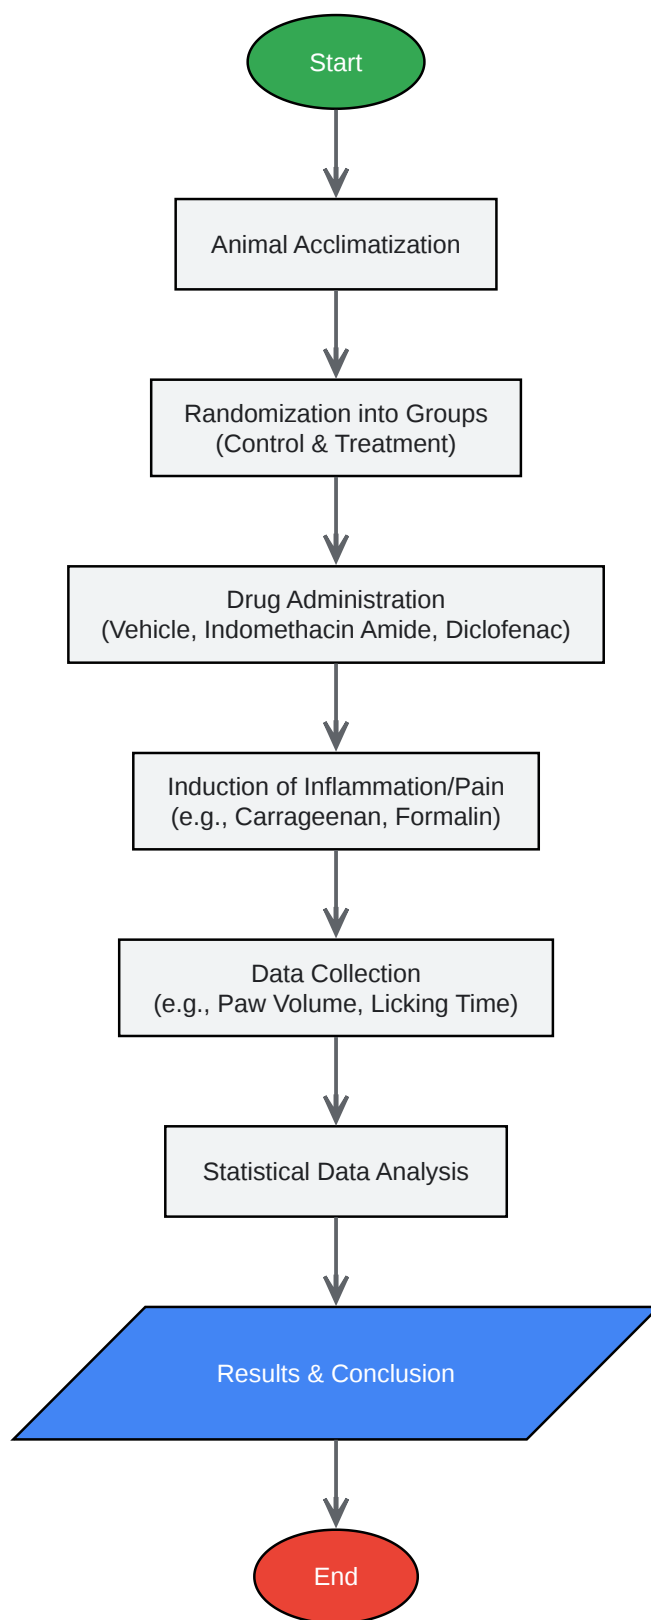 Start
Animal Acclimatization
Randomization into Groups
(Control & Treatment)
Drug Administration
(Vehicle, Indomethacin Amide, Diclofenac)
Induction of Inflammation/Pain
(e.g., Carrageenan, Formalin)
Data Collection
(e.g., Paw Volume, Licking Time)
Statistical Data Analysis
Results & Conclusion
End